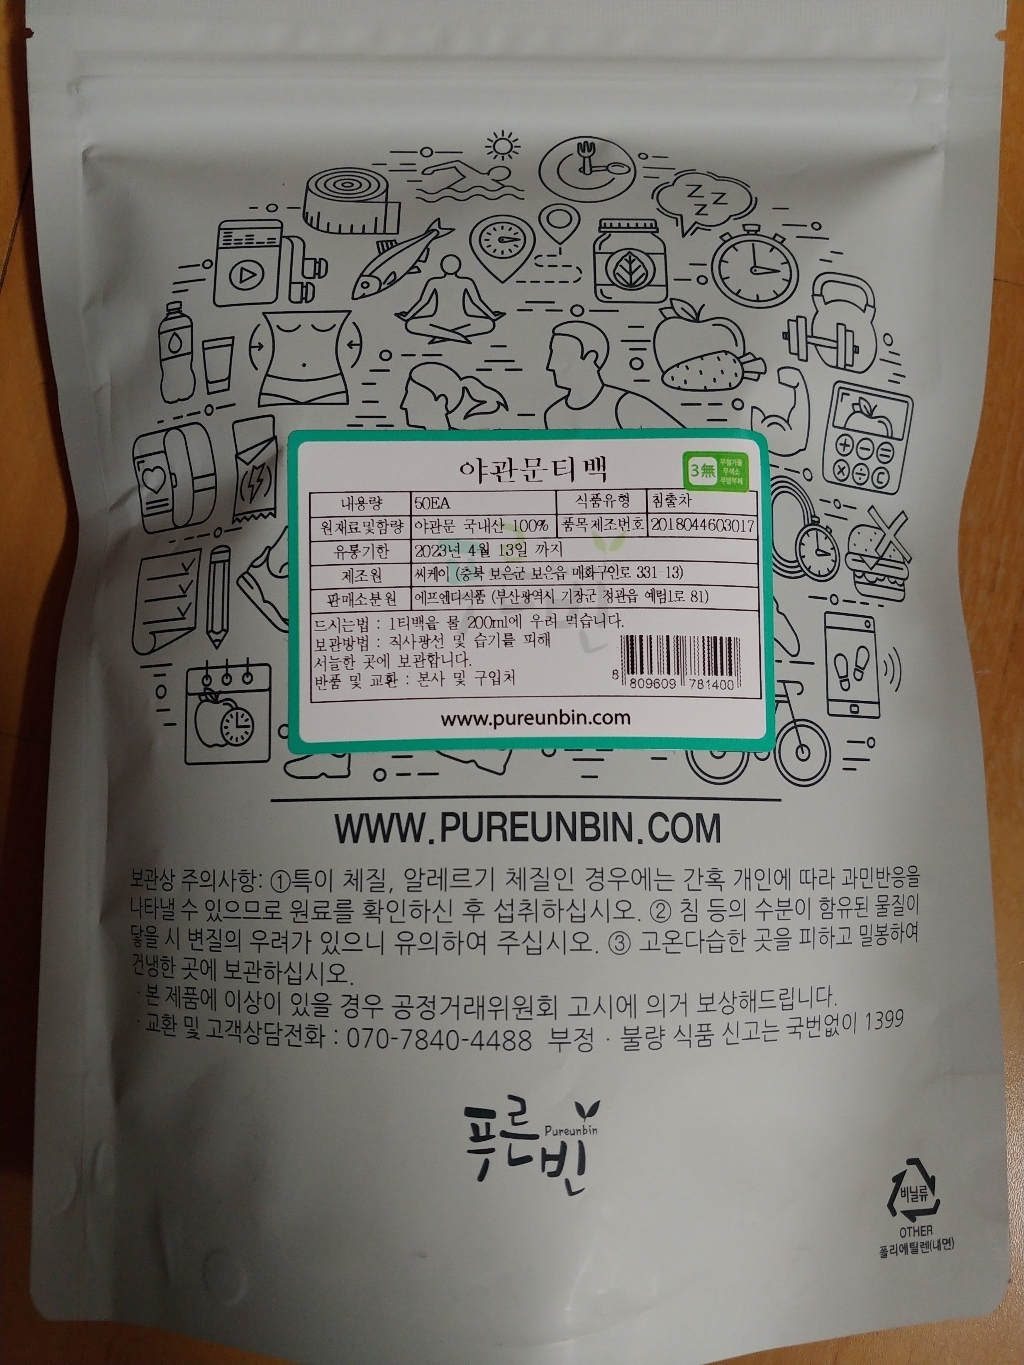 Z Z Z Z
야관문티백
3無
무첨가물
무색소
무방부제
내용량 50EA 식품유형 침출차
원재료및함량 야관문 국내산 100% 품목제조번호 2018044603017
유통기한 2023년 4월 13일 까지
제조원 씨케이 (충북 보은군 보은읍 매화구인로 331-13)
판매소분원 에프엔디식품 (부산광역시 기장군 정관읍 예림1로 81)
드시는법 : 1티백을 물 200ml에 우려 먹습니다.
보관방법 : 직사광선 및 습기를 피해
서늘한 곳에 보관합니다.
반품 및 교환 : 본사 및 구입처
8 809609 781400
www.pureunbin.com
WWW.PUREUNBIN.COM
보관상 주의사항: ①특이 체질, 알레르기 체질인 경우에는 간혹 개인에 따라 과민반응을
나타낼 수 있으므로 원료를 확인하신 후 섭취하십시오. ② 침 등의 수분이 함유된 물질이
닿을 시 변질의 우려가 있으니 유의하여 주십시오. ③ 고온다습한 곳을 피하고 밀봉하여
건냉한 곳에 보관하십시오.
· 본 제품에 이상이 있을 경우 공정거래위원회 고시에 의거 보상해드립니다.
· 교환 및 고객상담전화 : 070-7840-4488 부정 · 불량 식품 신고는 국번없이 1399
푸른빈
Pureunbin
비닐류
OTHER
폴리에틸렌(내면)